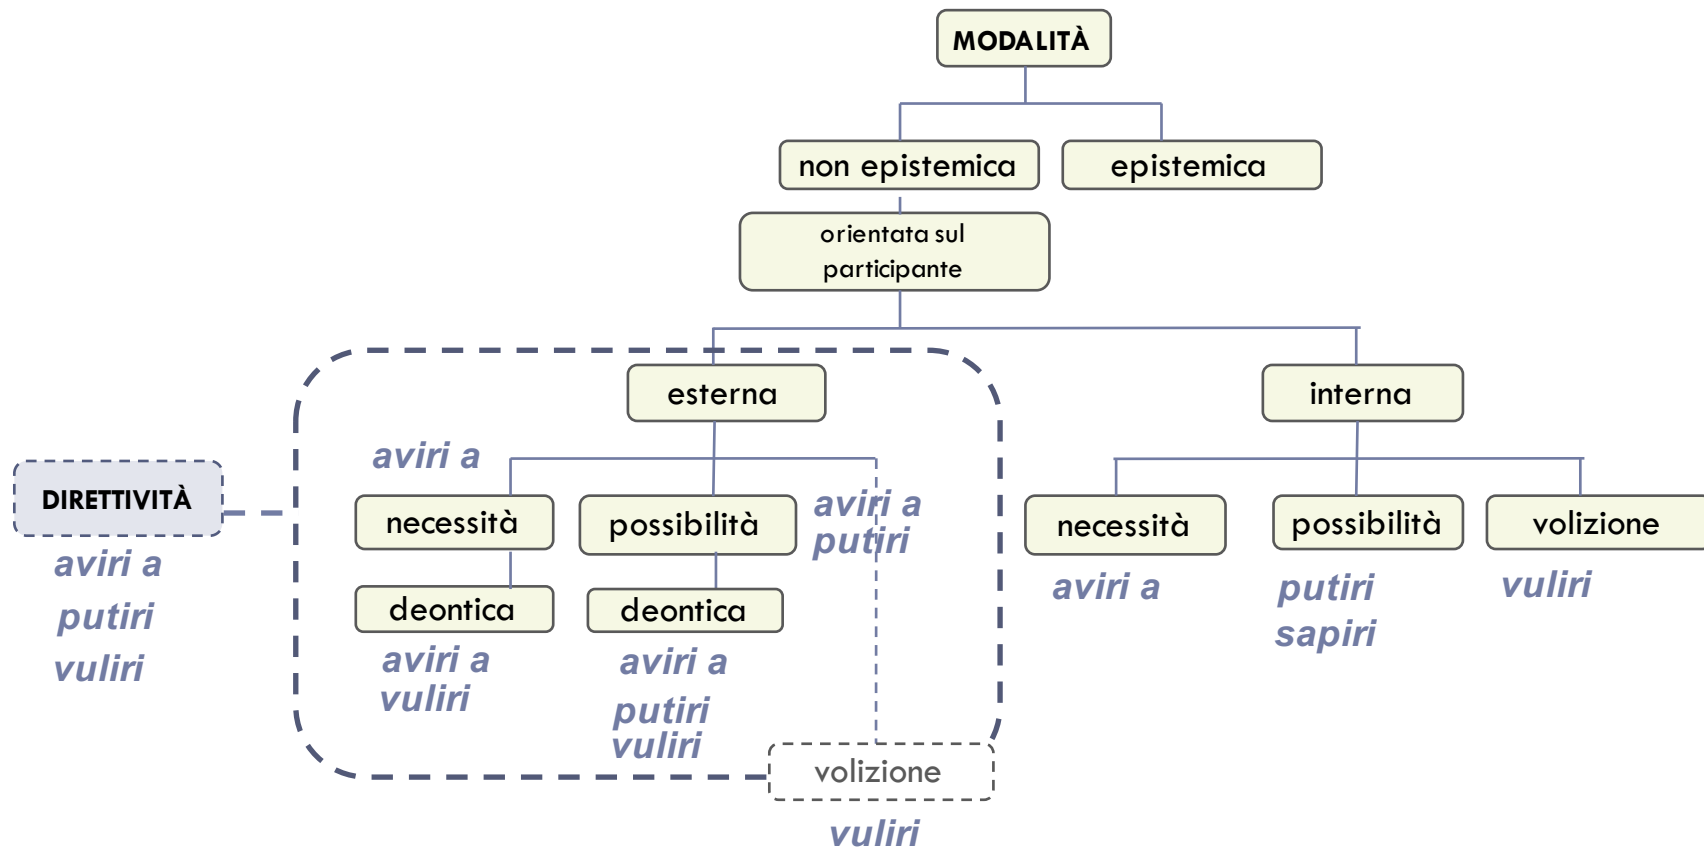 MODALITÀ
non epistemica
epistemica
orientata sul
participante
esterna
interna
aviri a
DIRETTIVITÀ
aviri a
putiri
vuliri
necessità
possibilità
aviri a
putiri
deontica
aviri a
vuliri
deontica
aviri a
putiri
vuliri
volizione
vuliri
necessità
aviri a
possibilità
putiri
sapiri
volizione
vuliri